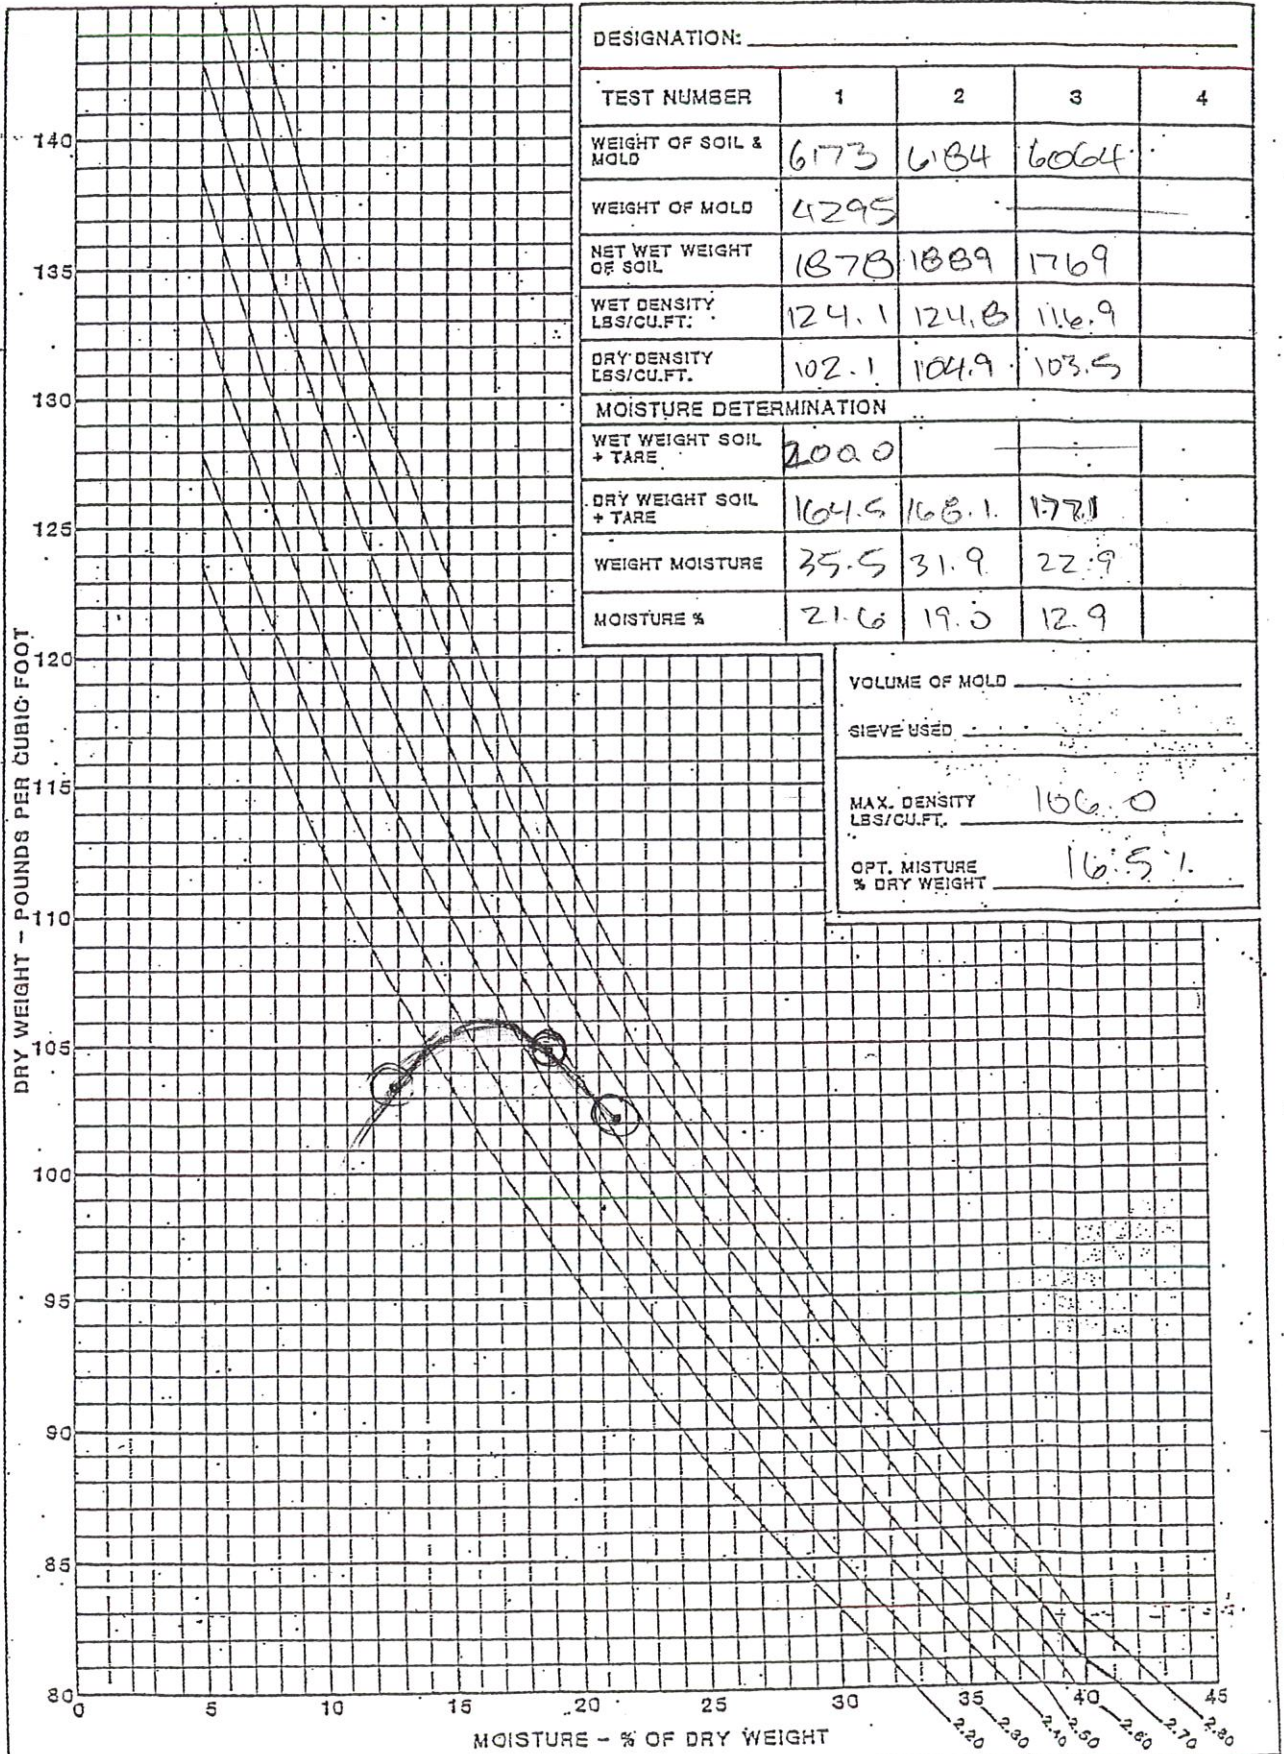 DESIGNATION:
TEST NUMBER 1 2 3 4
WEIGHT OF SOIL & MOLD 6173 6184 6064
WEIGHT OF MOLD 4295
NET WET WEIGHT OF SOIL 1878 1889 1769
WET DENSITY LBS/CU.FT. 124.1 124.8 116.9
DRY DENSITY LBS/CU.FT. 102.1 104.9 103.5
MOISTURE DETERMINATION
WET WEIGHT SOIL + TARE 200.0
DRY WEIGHT SOIL + TARE 164.5 168.1 177.1
WEIGHT MOISTURE 35.5 31.9 22.9
MOISTURE % 21.6 19.0 12.9
VOLUME OF MOLD
SIEVE USED
MAX. DENSITY LBS/CU.FT. 106.0
OPT. MISTURE % DRY WEIGHT 16.5%
DRY WEIGHT - POUNDS PER CUBIC FOOT
140
135
130
125
120
115
110
105
100
95
90
85
80
0 5 10 15 20 25 30 35 40 45
2.20 2.30 2.40 2.50 2.60 2.70 2.80
MOISTURE - % OF DRY WEIGHT